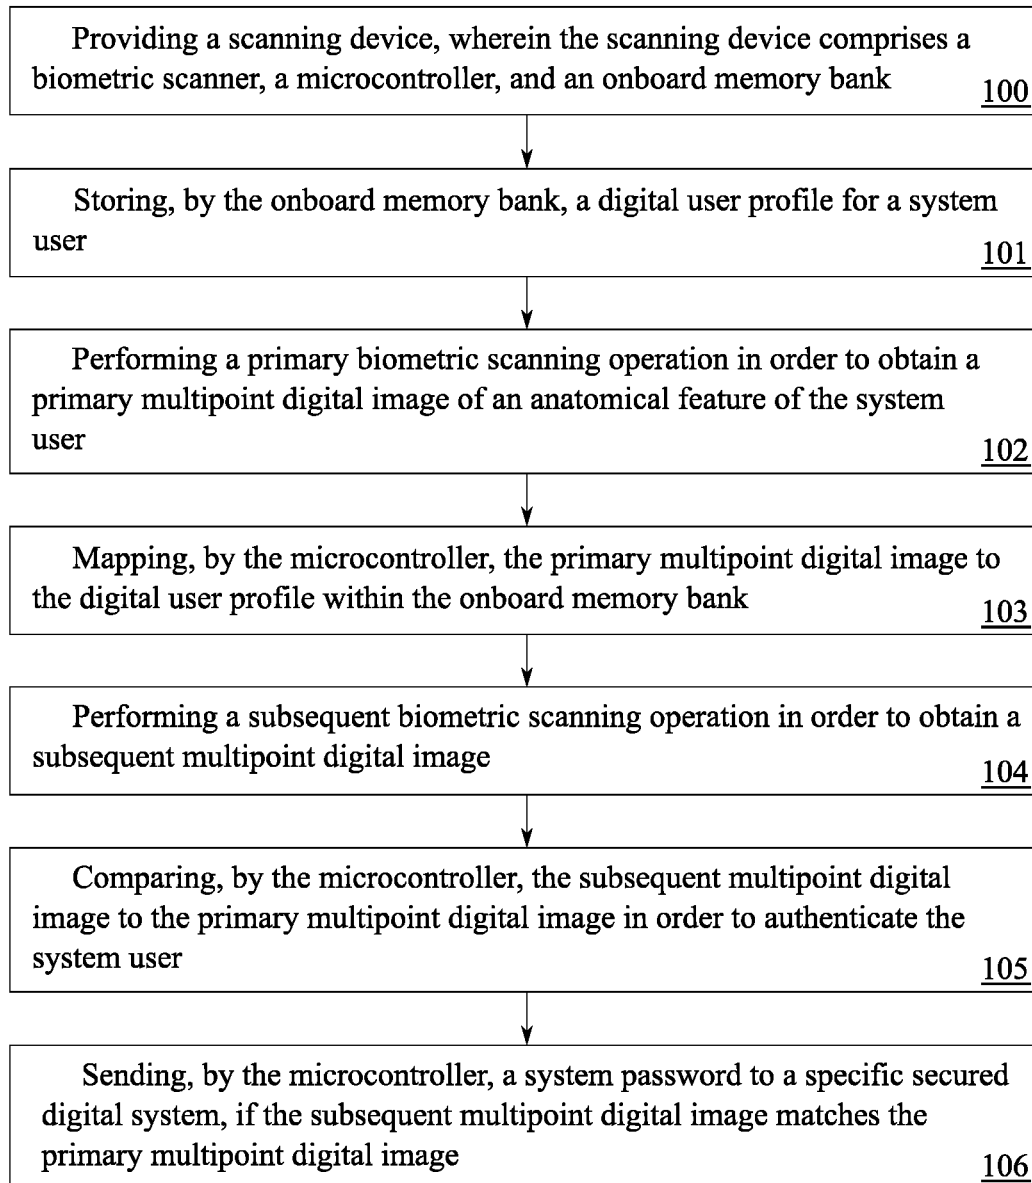 Providing a scanning device, wherein the scanning device comprises a
biometric scanner, a microcontroller, and an onboard memory bank
100
Storing, by the onboard memory bank, a digital user profile for a system
user
101
Performing a primary biometric scanning operation in order to obtain a
primary multipoint digital image of an anatomical feature of the system
user
102
Mapping, by the microcontroller, the primary multipoint digital image to
the digital user profile within the onboard memory bank
103
Performing a subsequent biometric scanning operation in order to obtain a
subsequent multipoint digital image
104
Comparing, by the microcontroller, the subsequent multipoint digital
image to the primary multipoint digital image in order to authenticate the
system user
105
Sending, by the microcontroller, a system password to a specific secured
digital system, if the subsequent multipoint digital image matches the
primary multipoint digital image
106